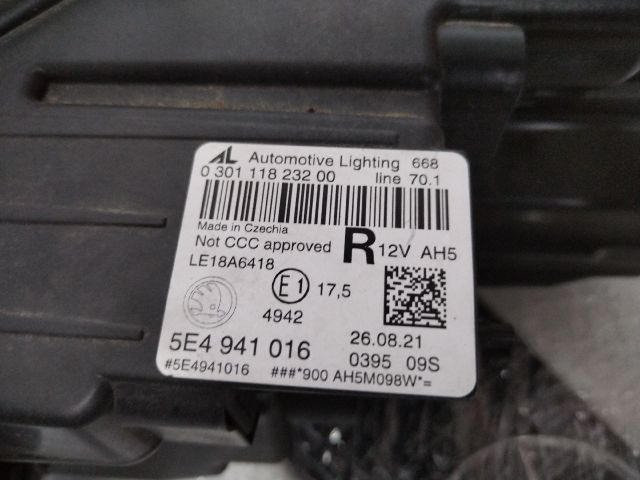 AL Automotive Lighting 668
0 301 118 232 00 line 70.1
Made in Czechia
Not CCC approved R 12V AH5
LE18A6418
E1 17,5
4942
5E4 941 016 26.08.21
0395 09S
#5E4941016 ###*900 AH5M098W*=